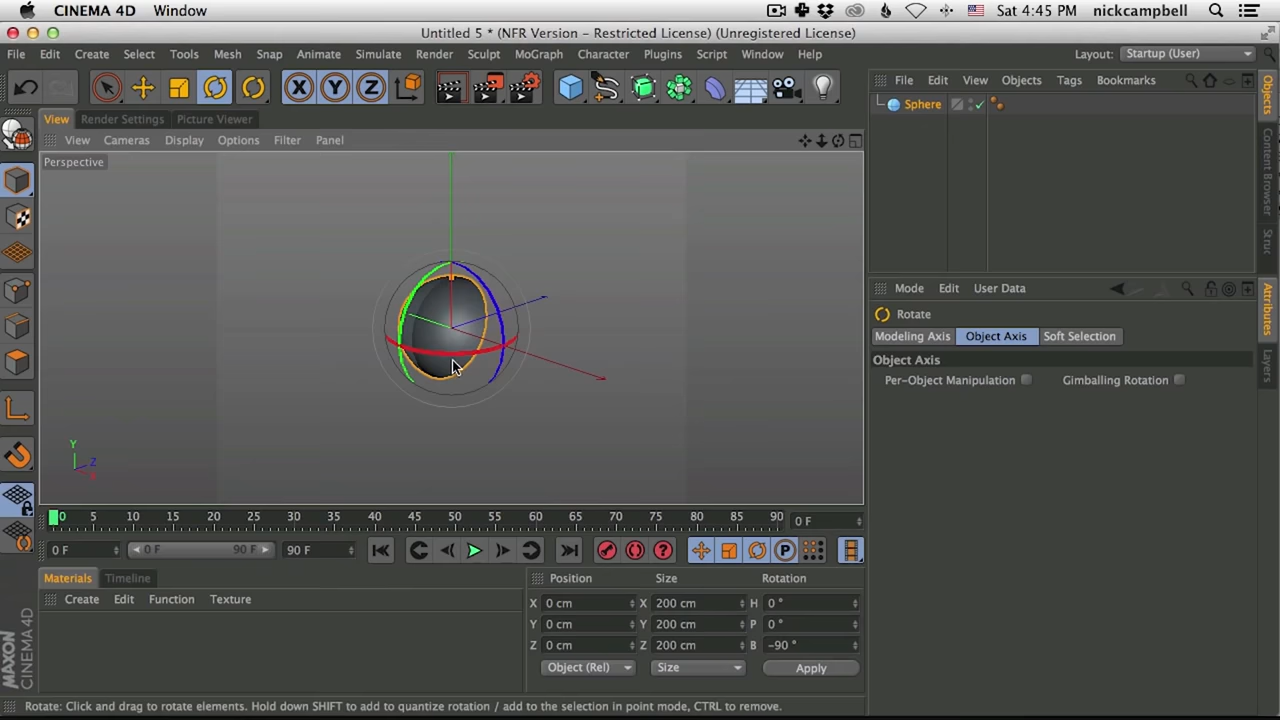 CINEMA 4D Window Sat 4:45 PM nickcampbell
Untitled 5 * (NFR Version - Restricted License) (Unregistered License)
File Edit Create Select Tools Mesh Snap Animate Simulate Render Sculpt MoGraph Character Plugins Script Window Help Layout: Startup (User)
X Y Z
File Edit View Objects Tags Bookmarks
View Render Settings Picture Viewer
Sphere
View Cameras Display Options Filter Panel
Perspective
Objects
Content Browser
Struc
Mode Edit User Data
Rotate
Modeling Axis Object Axis Soft Selection
Object Axis
Per-Object Manipulation Gimballing Rotation
Attributes
Layers
Y
Z
X
0 5 10 15 20 25 30 35 40 45 50 55 60 65 70 75 80 85 90 0 F
0 F 0 F 90 F 90 F ? P
Materials Timeline
Create Edit Function Texture
Position Size Rotation
X 0 cm X 200 cm H 0 °
Y 0 cm Y 200 cm P 0 °
Z 0 cm Z 200 cm B -90 °
Object (Rel) Size Apply
MAXON
CINEMA 4D
Rotate: Click and drag to rotate elements. Hold down SHIFT to add to quantize rotation / add to the selection in point mode, CTRL to remove.